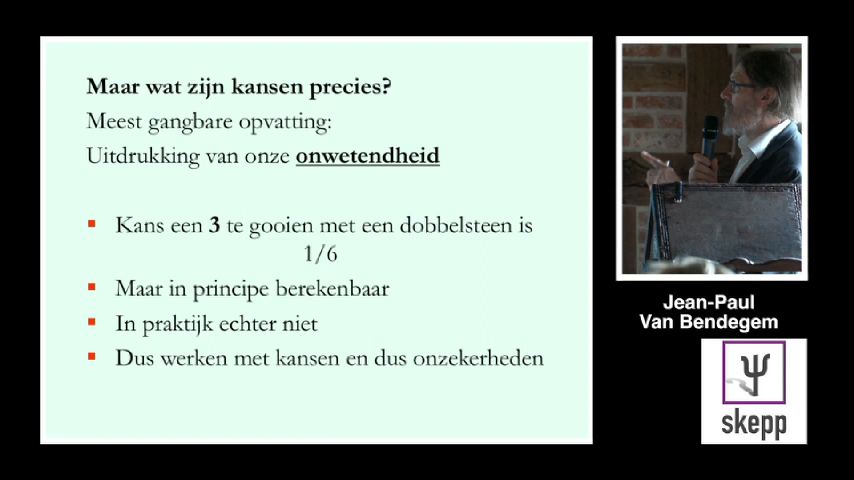 Maar wat zijn kansen precies?
Meest gangbare opvatting:
Uitdrukking van onze onwetendheid
Kans een 3 te gooien met een dobbelsteen is
1/6
Maar in principe berekenbaar
In praktijk echter niet
Dus werken met kansen en dus onzekerheden
Jean-Paul
Van Bendegem
skepp